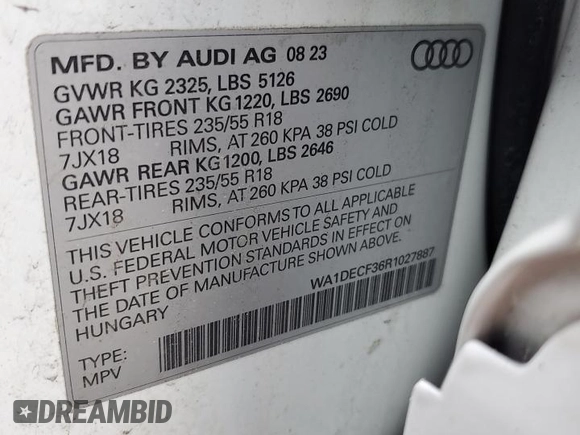 MFD. BY AUDI AG 08 23
GVWR KG 2325, LBS 5126
GAWR FRONT KG 1220, LBS 2690
FRONT-TIRES 235/55 R18
7JX18 RIMS, AT 260 KPA 38 PSI COLD
GAWR REAR KG 1200, LBS 2646
REAR-TIRES 235/55 R18
7JX18 RIMS, AT 260 KPA 38 PSI COLD
THIS VEHICLE CONFORMS TO ALL APPLICABLE
U.S. FEDERAL MOTOR VEHICLE SAFETY AND
THEFT PREVENTION STANDARDS IN EFFECT ON
THE DATE OF MANUFACTURE SHOWN ABOVE.
HUNGARY WA1DECF36R1027887
TYPE:
MPV
DREAMBID